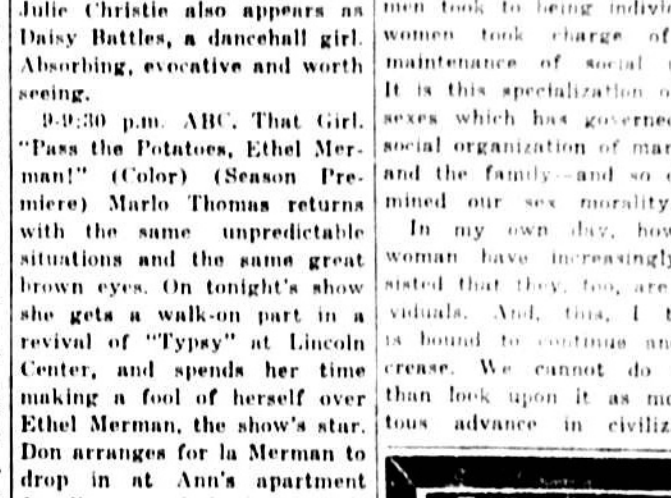 Julie Christie also appears as
Daisy Battles, a dancehall girl.
Absorbing, evocative and worth
seeing.
9-9:30 p.m. ABC. That Girl.
"Pass the Potatoes, Ethel Mer-
man!" (Color) (Season Pre-
miere) Marlo Thomas returns
with the same unpredictable
situations and the same great
brown eyes. On tonight's show
she gets a walk-on part in a
revival of "Typsy" at Lincoln
Center, and spends her time
making a fool of herself over
Ethel Merman, the show's star.
Don arranges for la Merman to
drop in at Ann's apartment
men took to being indivi
women took charge of
maintenance of social
It is this specialization o
sexes which has governe
social organization of mar
and the family--and so
mined our sex morality
In my own day, how
woman have increasingly
sisted that they, too, are
viduals. And, this, I t
is bound to continue an
crease. We cannot do
than look upon it as mo
tous advance in civiliz